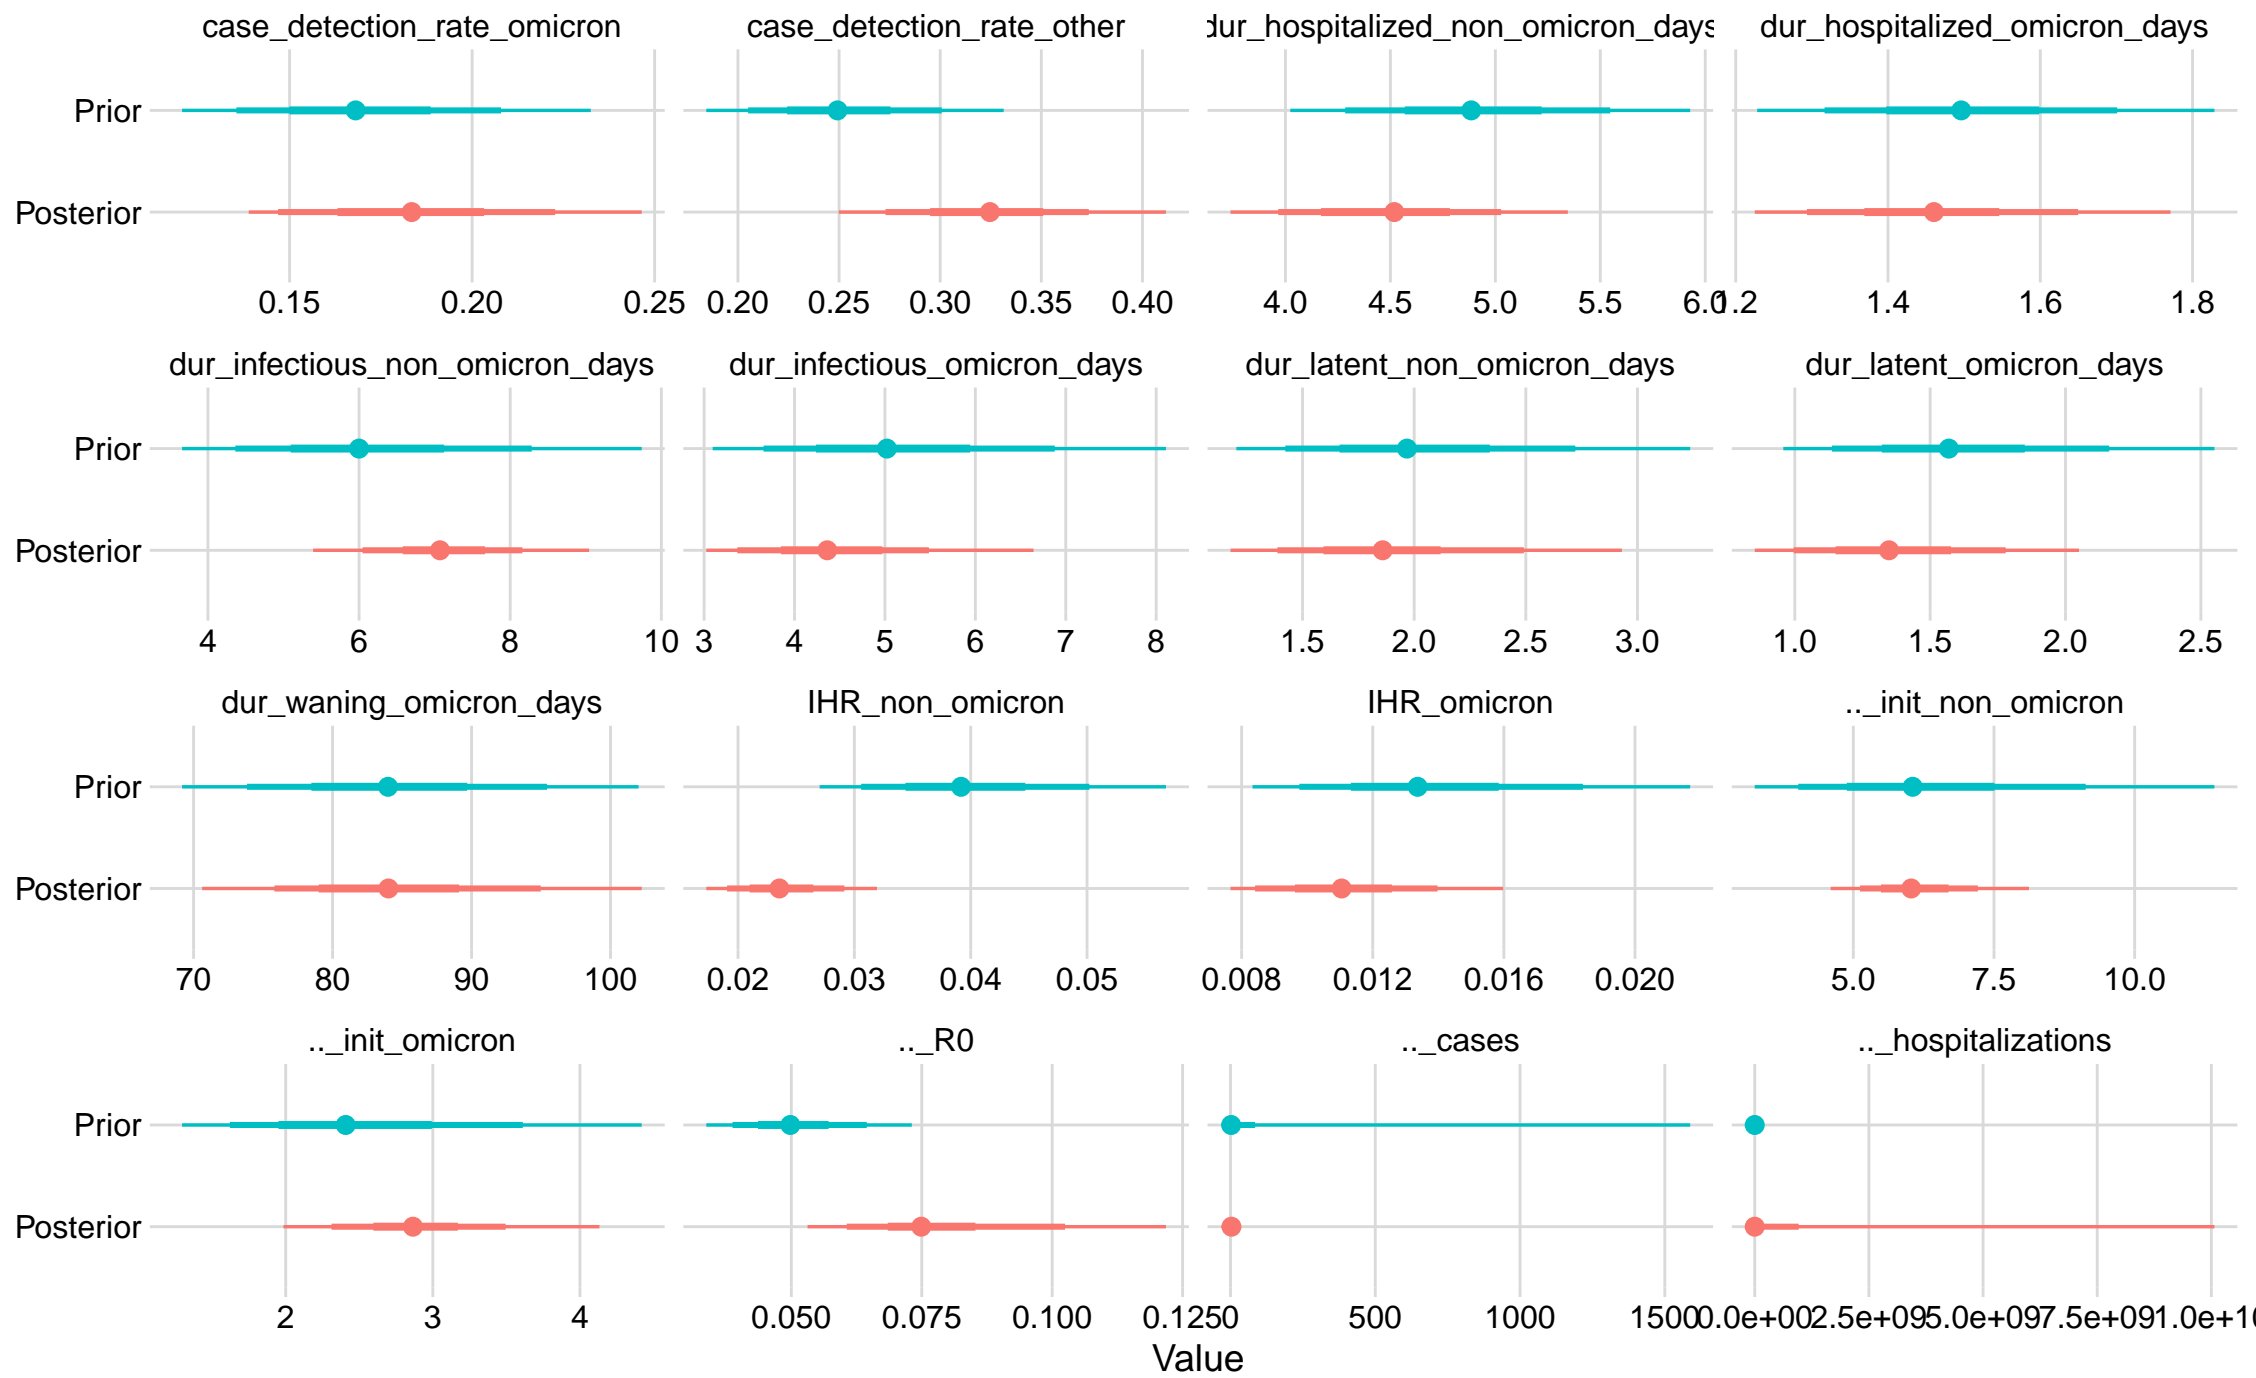 case_detection_rate_omicron case_detection_rate_other dur_hospitalized_non_omicron_days dur_hospitalized_omicron_days
Prior
Posterior
0.15 0.20 0.25 0.20 0.25 0.30 0.35 0.40 4.0 4.5 5.0 5.5 6.0 1.2 1.4 1.6 1.8
dur_infectious_non_omicron_days dur_infectious_omicron_days dur_latent_non_omicron_days dur_latent_omicron_days
Prior
Posterior
4 6 8 10 3 4 5 6 7 8 1.5 2.0 2.5 3.0 1.0 1.5 2.0 2.5
dur_waning_omicron_days IHR_non_omicron IHR_omicron .._init_non_omicron
Prior
Posterior
70 80 90 100 0.02 0.03 0.04 0.05 0.008 0.012 0.016 0.020 5.0 7.5 10.0
.._init_omicron .._R0 .._cases .._hospitalizations
Prior
Posterior
2 3 4 0.050 0.075 0.100 0.125 0 500 1000 1500 0.0e+00 2.5e+09 5.0e+09 7.5e+09 1.0e+10
Value